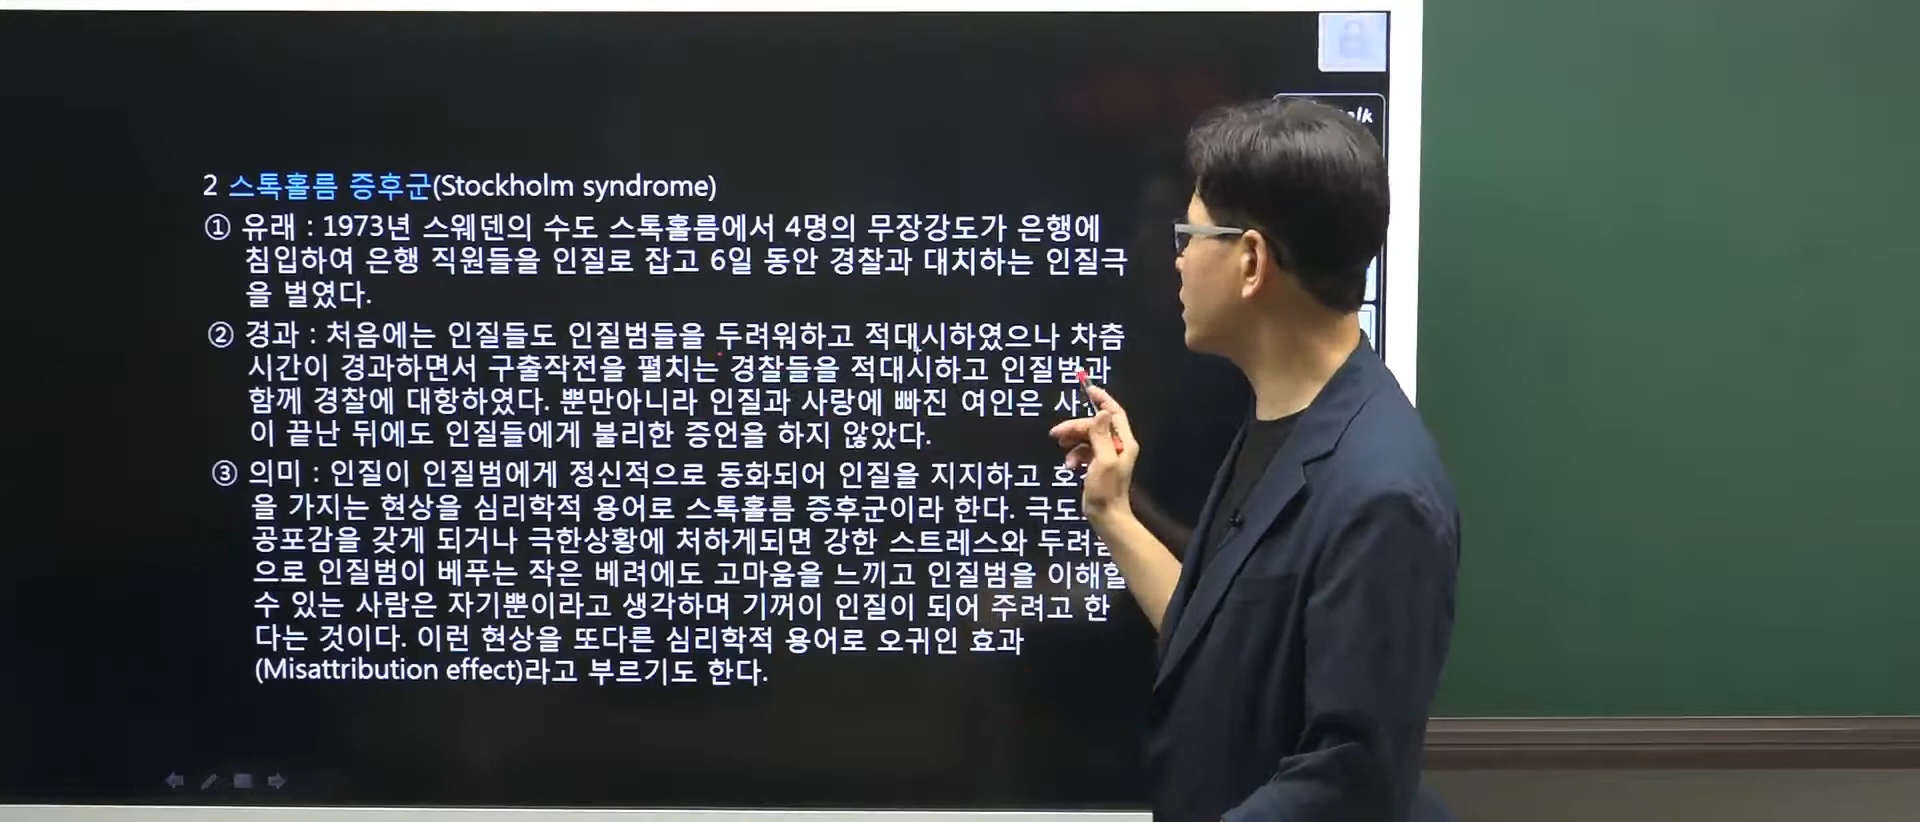 2 스톡홀름 증후군(Stockholm syndrome)
① 유래 : 1973년 스웨덴의 수도 스톡홀름에서 4명의 무장강도가 은행에
침입하여 은행 직원들을 인질로 잡고 6일 동안 경찰과 대치하는 인질극
을 벌였다.
② 경과 : 처음에는 인질들도 인질범들을 두려워하고 적대시하였으나 차츰
시간이 경과하면서 구출작전을 펼치는 경찰들을 적대시하고 인질범과
함께 경찰에 대항하였다. 뿐만아니라 인질과 사랑에 빠진 여인은
이 끝난 뒤에도 인질들에게 불리한 증언을 하지 않았다.
③ 의미 : 인질이 인질범에게 정신적으로 동화되어 인질을 지지하고
을 가지는 현상을 심리학적 용어로 스톡홀름 증후군이라 한다.
공포감을 갖게 되거나 극한상황에 처하게되면 강한 스트레스와
으로 인질범이 베푸는 작은 베려에도 고마움을 느끼고 인질범을 이해할
수 있는 사람은 자기뿐이라고 생각하며 기꺼이 인질이 되어 주려고 한
다는 것이다. 이런 현상을 또다른 심리학적 용어로 오귀인 효과
(Misattribution effect)라고 부르기도 한다.